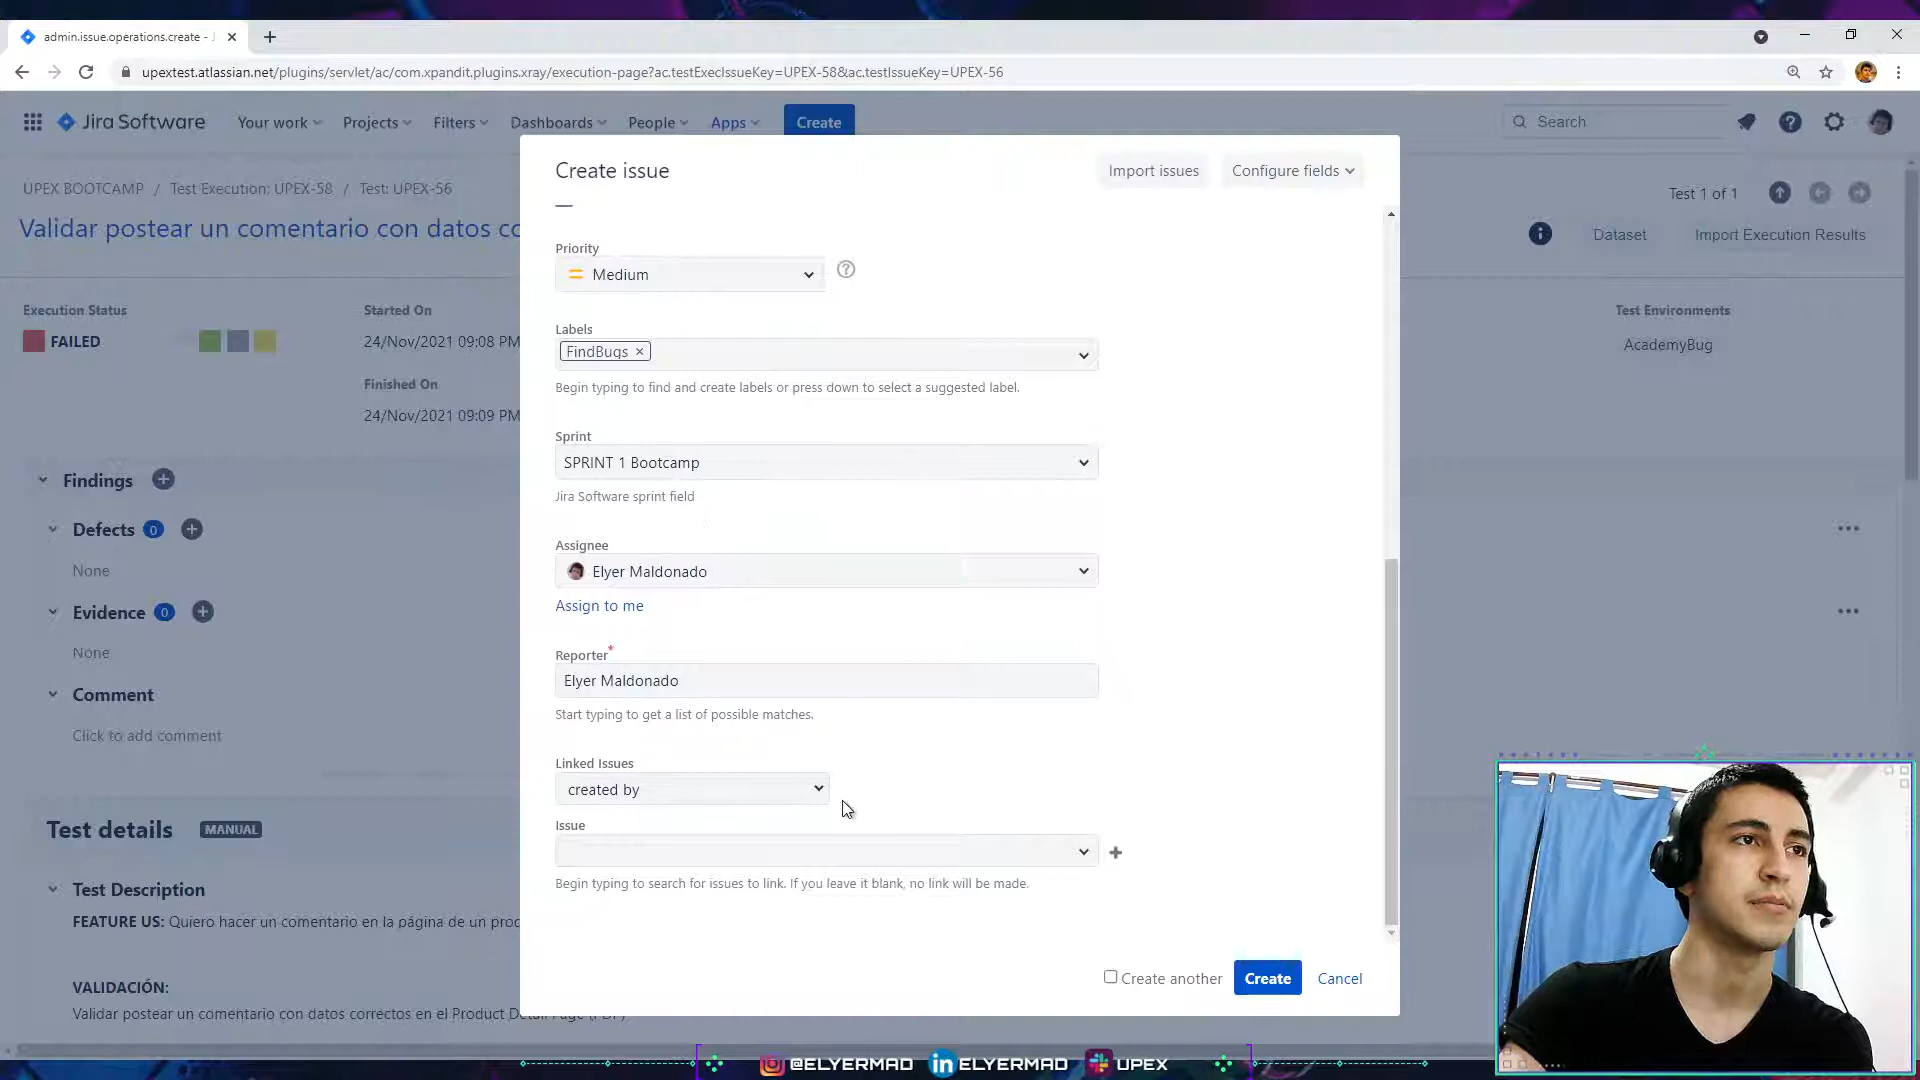 admin.issue.operations.create - J
upextest.atlassian.net/plugins/servlet/ac/com.xpandit.plugins.xray/execution-page?ac.testExecIssueKey=UPEX-58&ac.testIssueKey=UPEX-56
Jira Software
Your work
Projects
Filters
Dashboards
People
Apps
Create
Search
UPEX BOOTCAMP / Test Execution: UPEX-58 / Test: UPEX-56
Test 1 of 1
Validar postear un comentario con datos co
Dataset
Import Execution Results
Execution Status
FAILED
Started On
24/Nov/2021 09:08 PM
Finished On
24/Nov/2021 09:09 PM
Test Environments
AcademyBug
Findings
Defects 0
None
Evidence 0
None
Comment
Click to add comment
Test details MANUAL
Test Description
FEATURE US: Quiero hacer un comentario en la página de un prod
VALIDACIÓN:
Validar postear un comentario con datos correctos en el Product Detail Page (PDP)
Create issue
Import issues
Configure fields
Priority
Medium
Labels
FindBugs ×
Begin typing to find and create labels or press down to select a suggested label.
Sprint
SPRINT 1 Bootcamp
Jira Software sprint field
Assignee
Elyer Maldonado
Assign to me
Reporter*
Elyer Maldonado
Start typing to get a list of possible matches.
Linked Issues
created by
Issue
Begin typing to search for issues to link. If you leave it blank, no link will be made.
Create another
Create
Cancel
@ELYERMAD
in ELYERMAD
UPEX